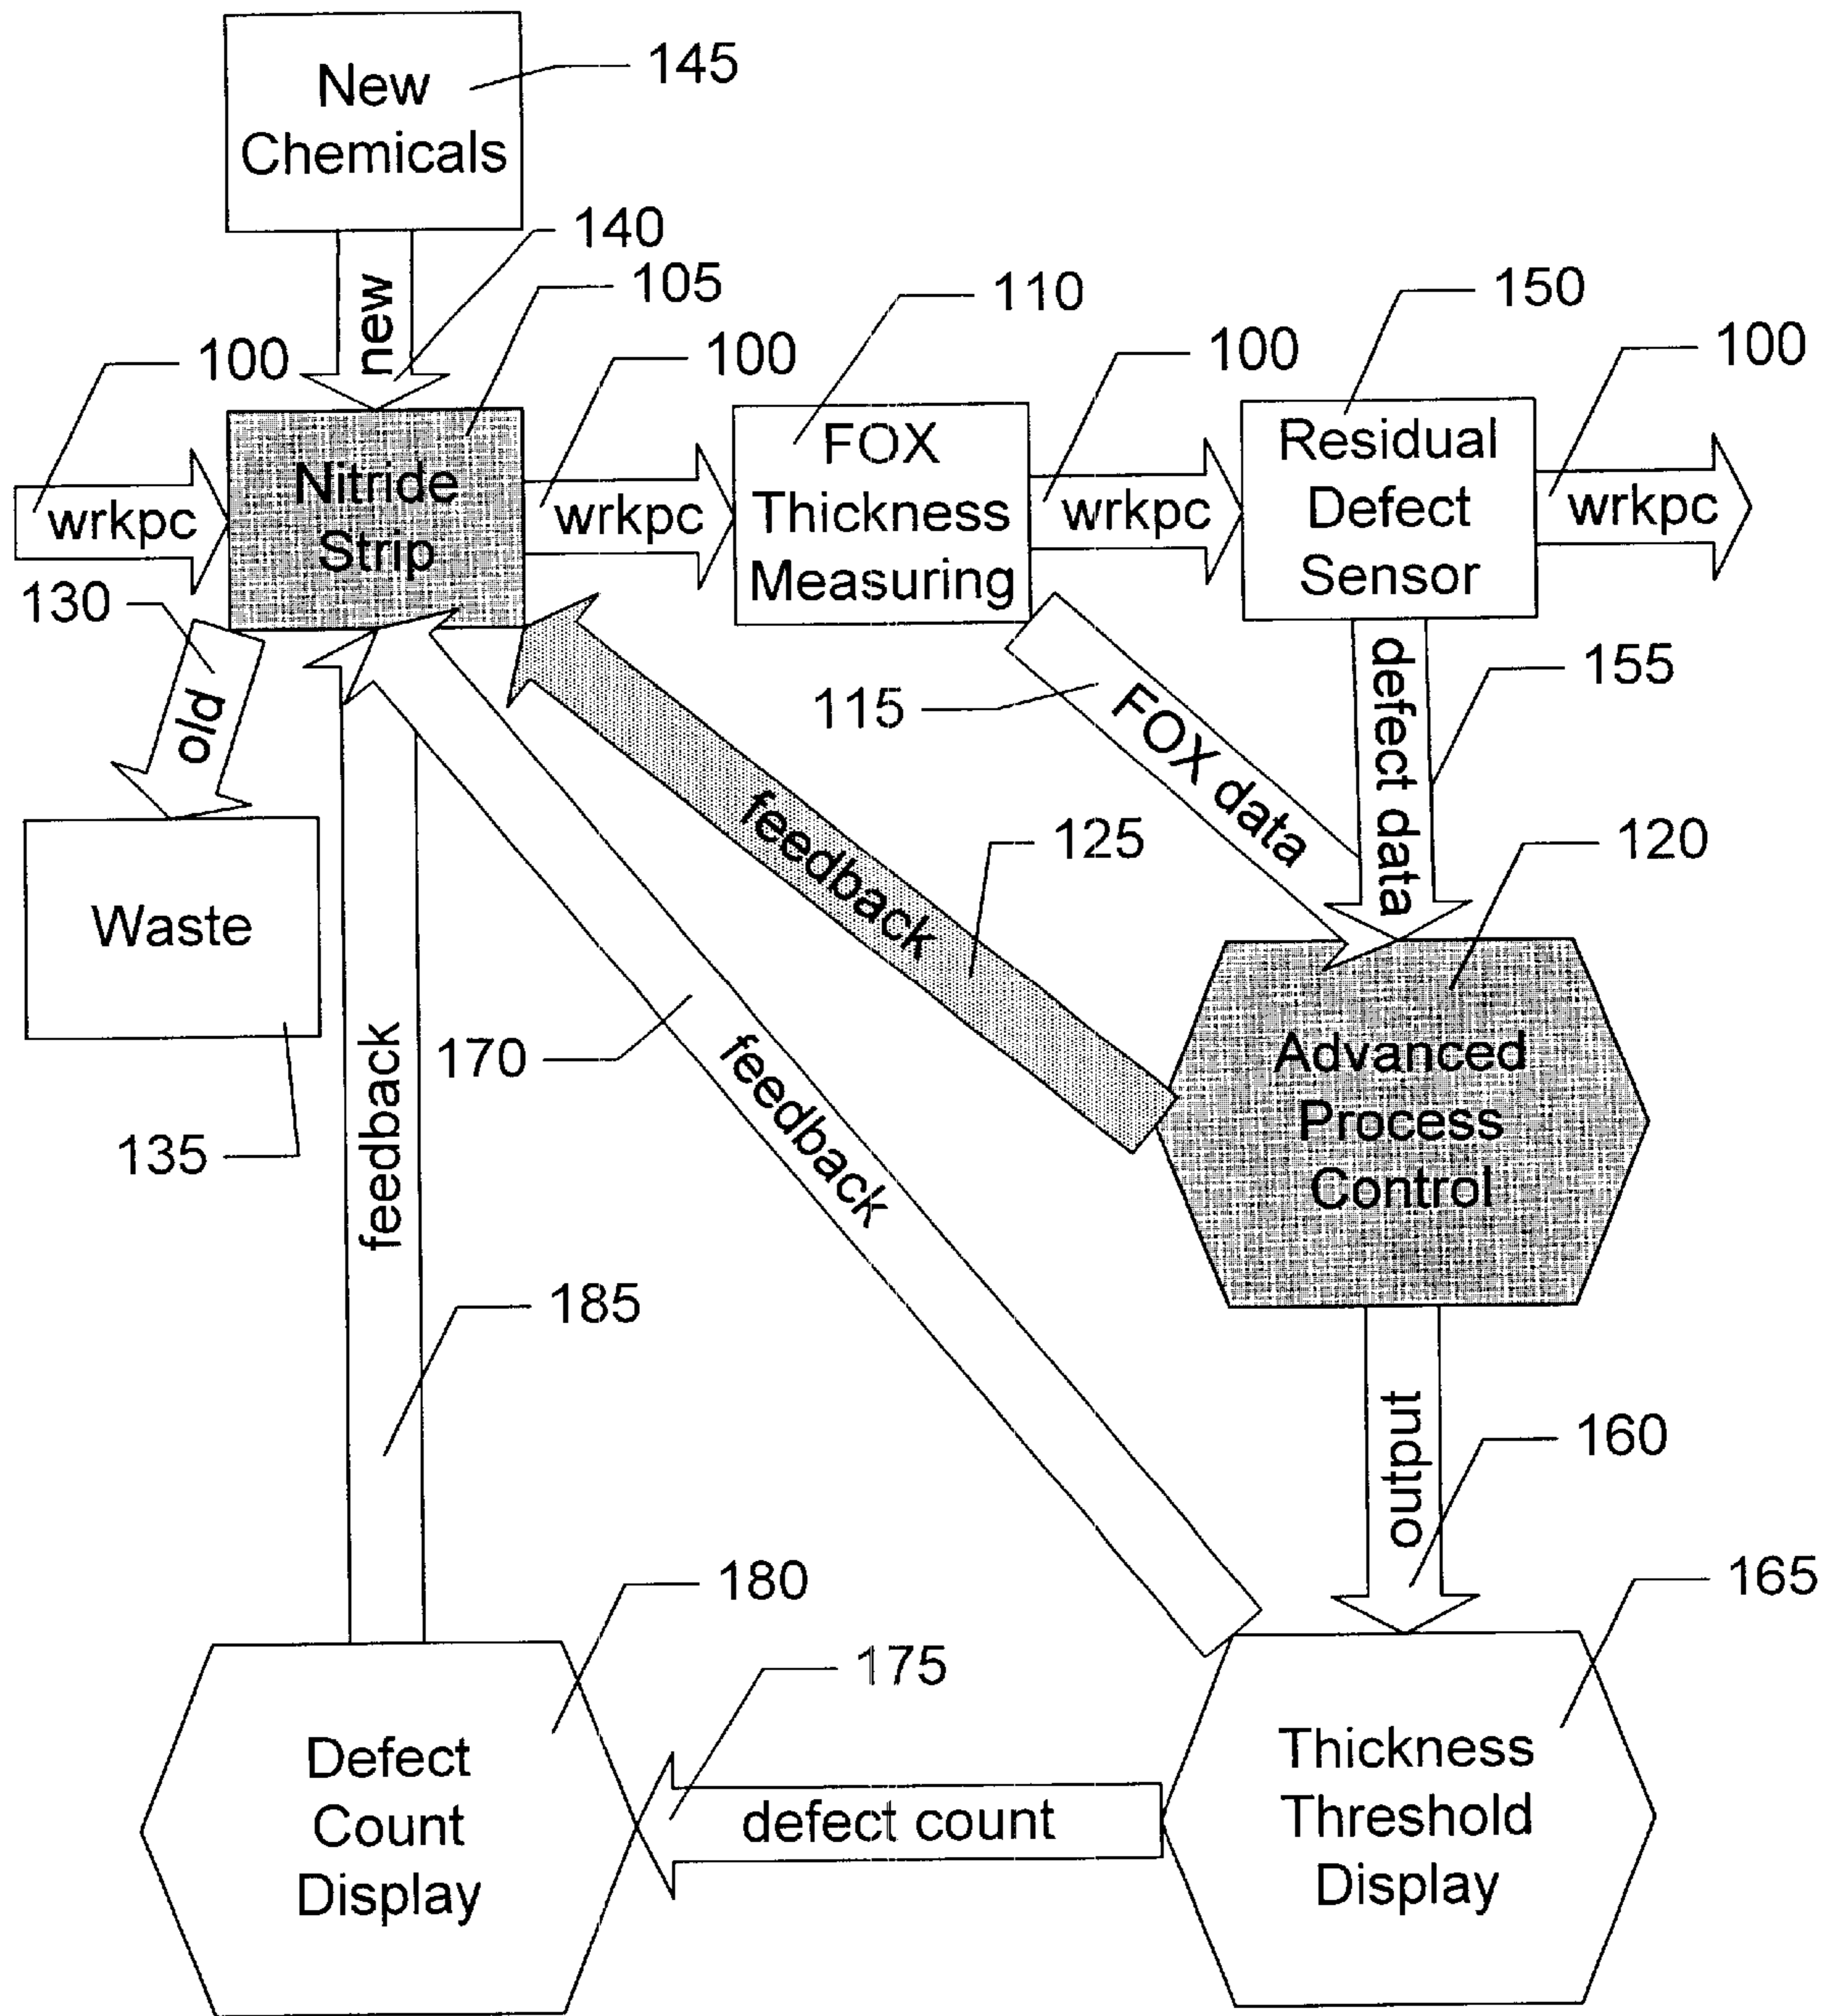 New
Chemicals
145
new
140
105
110
150
100
100
100
100
wrkpc
Nitride
Strip
wrkpc
FOX
Thickness
Measuring
wrkpc
Residual
Defect
Sensor
wrkpc
130
old
115
FOX data
defect data
155
feedback
125
120
Waste
135
feedback
170
feedback
Advanced
Process
Control
185
output
160
180
175
165
Defect
Count
Display
defect count
Thickness
Threshold
Display